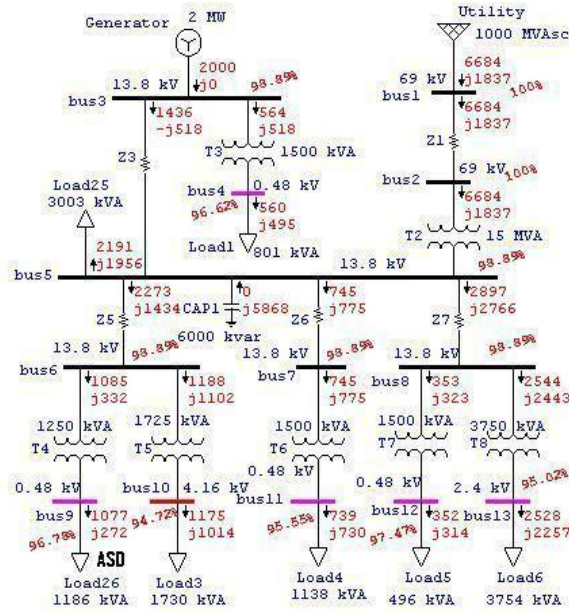 Generator
2 MW
Utility
1000 MVAsc
13.8 kV
2000
j0
98.89%
bus3
1436
-j518
564
j518
69 kV
6684
j1837
bus1
100%
6684
j1837
Z3
T3
1500 kVA
Z1
Load25
3003 kVA
bus4
0.48 kV
96.62%
560
j495
Load1
801 kVA
69 kV
bus2
100%
6684
j1837
T2
15 MVA
2191
j1956
bus5
13.8 kV
98.89%
2273
j1434
CAP1
0
j5868
745
j775
2897
j2766
Z5
6000 kvar
Z6
Z7
13.8 kV
98.89%
13.8 kV
98.89%
13.8 kV
98.89%
bus6
bus7
bus8
1085
j332
1188
j1102
745
j775
353
j323
2544
j2443
1250 kVA
1725 kVA
1500 kVA
1500 kVA
3750 kVA
T4
T5
T6
T7
T8
0.48 kV
bus10
4.16 kV
0.48 kV
bus11
0.48 kV
bus12
2.4 kV
95.02%
bus9
96.78%
1077
j272
94.72%
1175
j1014
95.55%
739
j730
97.47%
352
j314
bus13
2528
j2257
ASD
Load26
1186 kVA
Load3
1730 kVA
Load4
1138 kVA
Load5
496 kVA
Load6
3754 kVA